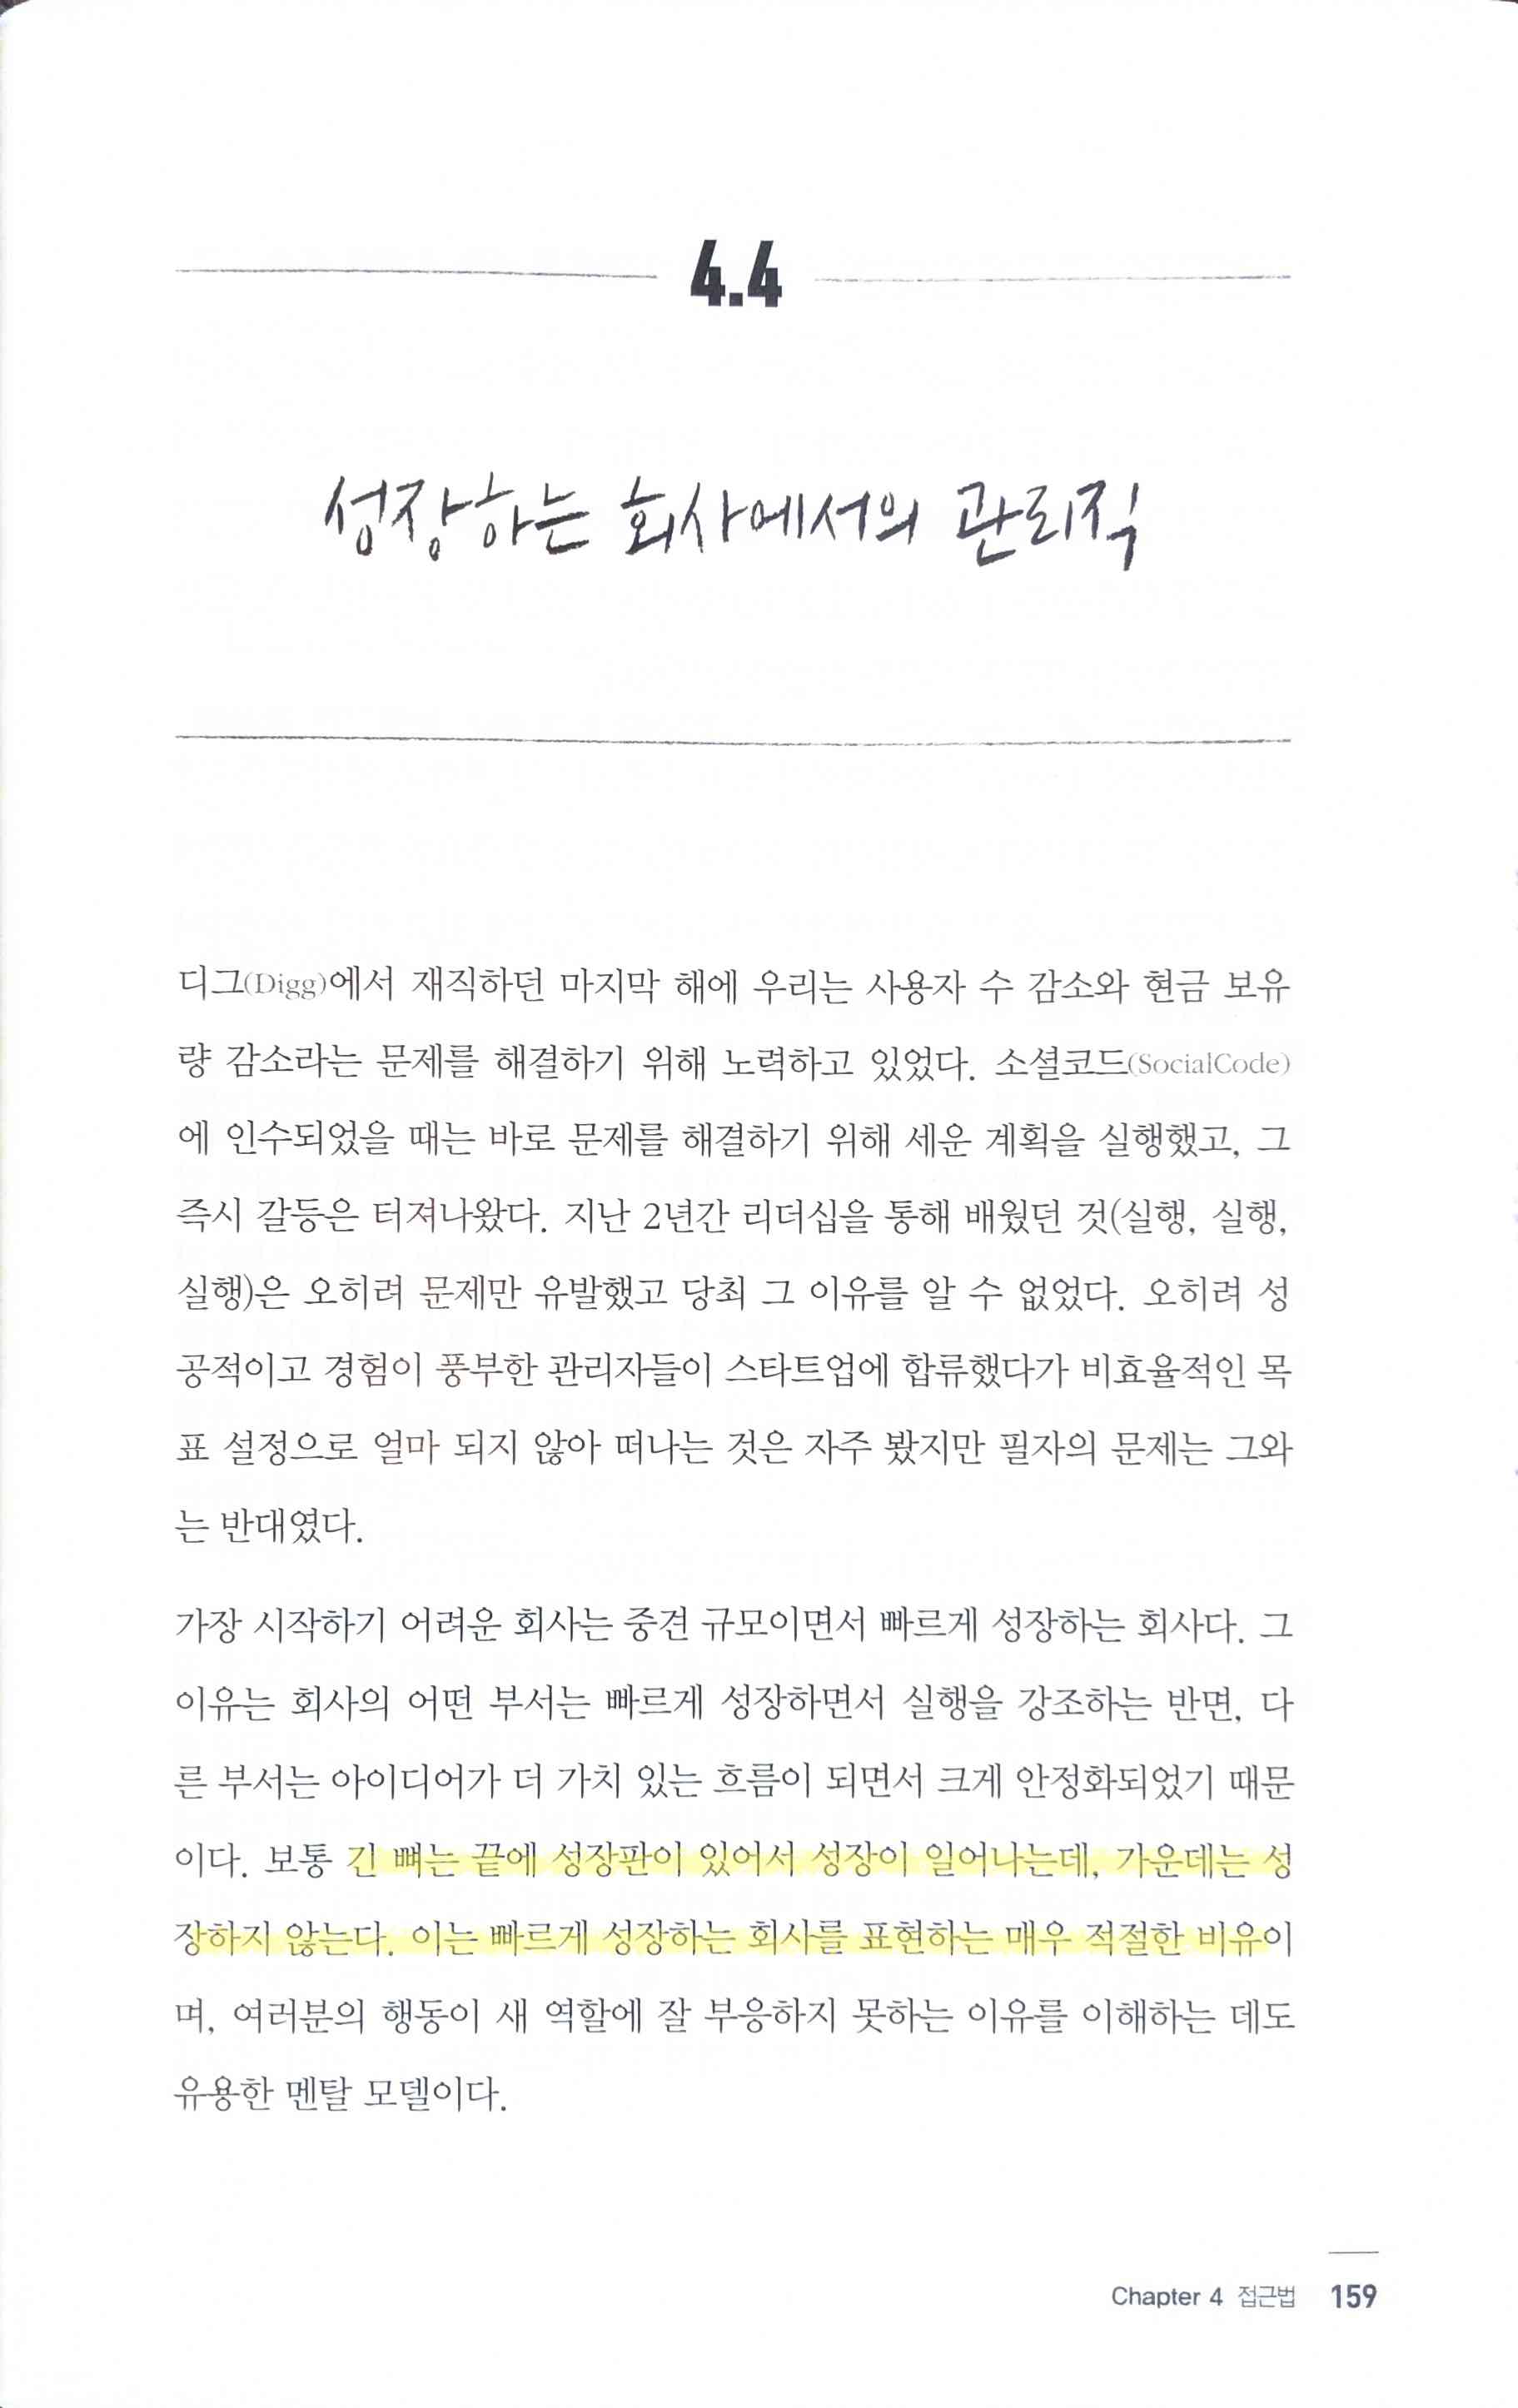 4.4
성장하는 회사에서의 관리직
디그(Digg)에서 재직하던 마지막 해에 우리는 사용자 수 감소와 현금 보유
량 감소라는 문제를 해결하기 위해 노력하고 있었다. 소셜코드(SocialCode)
에 인수되었을 때는 바로 문제를 해결하기 위해 세운 계획을 실행했고, 그
즉시 갈등은 터져나왔다. 지난 2년간 리더십을 통해 배웠던 것(실행, 실행,
실행)은 오히려 문제만 유발했고 당최 그 이유를 알 수 없었다. 오히려 성
공적이고 경험이 풍부한 관리자들이 스타트업에 합류했다가 비효율적인 목
표 설정으로 얼마 되지 않아 떠나는 것은 자주 봤지만 필자의 문제는 그와
는 반대였다.
가장 시작하기 어려운 회사는 중견 규모이면서 빠르게 성장하는 회사다. 그
이유는 회사의 어떤 부서는 빠르게 성장하면서 실행을 강조하는 반면, 다
른 부서는 아이디어가 더 가치 있는 흐름이 되면서 크게 안정화되었기 때문
이다. 보통 긴 뼈는 끝에 성장판이 있어서 성장이 일어나는데, 가운데는 성
장하지 않는다. 이는 빠르게 성장하는 회사를 표현하는 매우 적절한 비유이
며, 여러분의 행동이 새 역할에 잘 부응하지 못하는 이유를 이해하는 데도
유용한 멘탈 모델이다.
Chapter 4 접근법 159